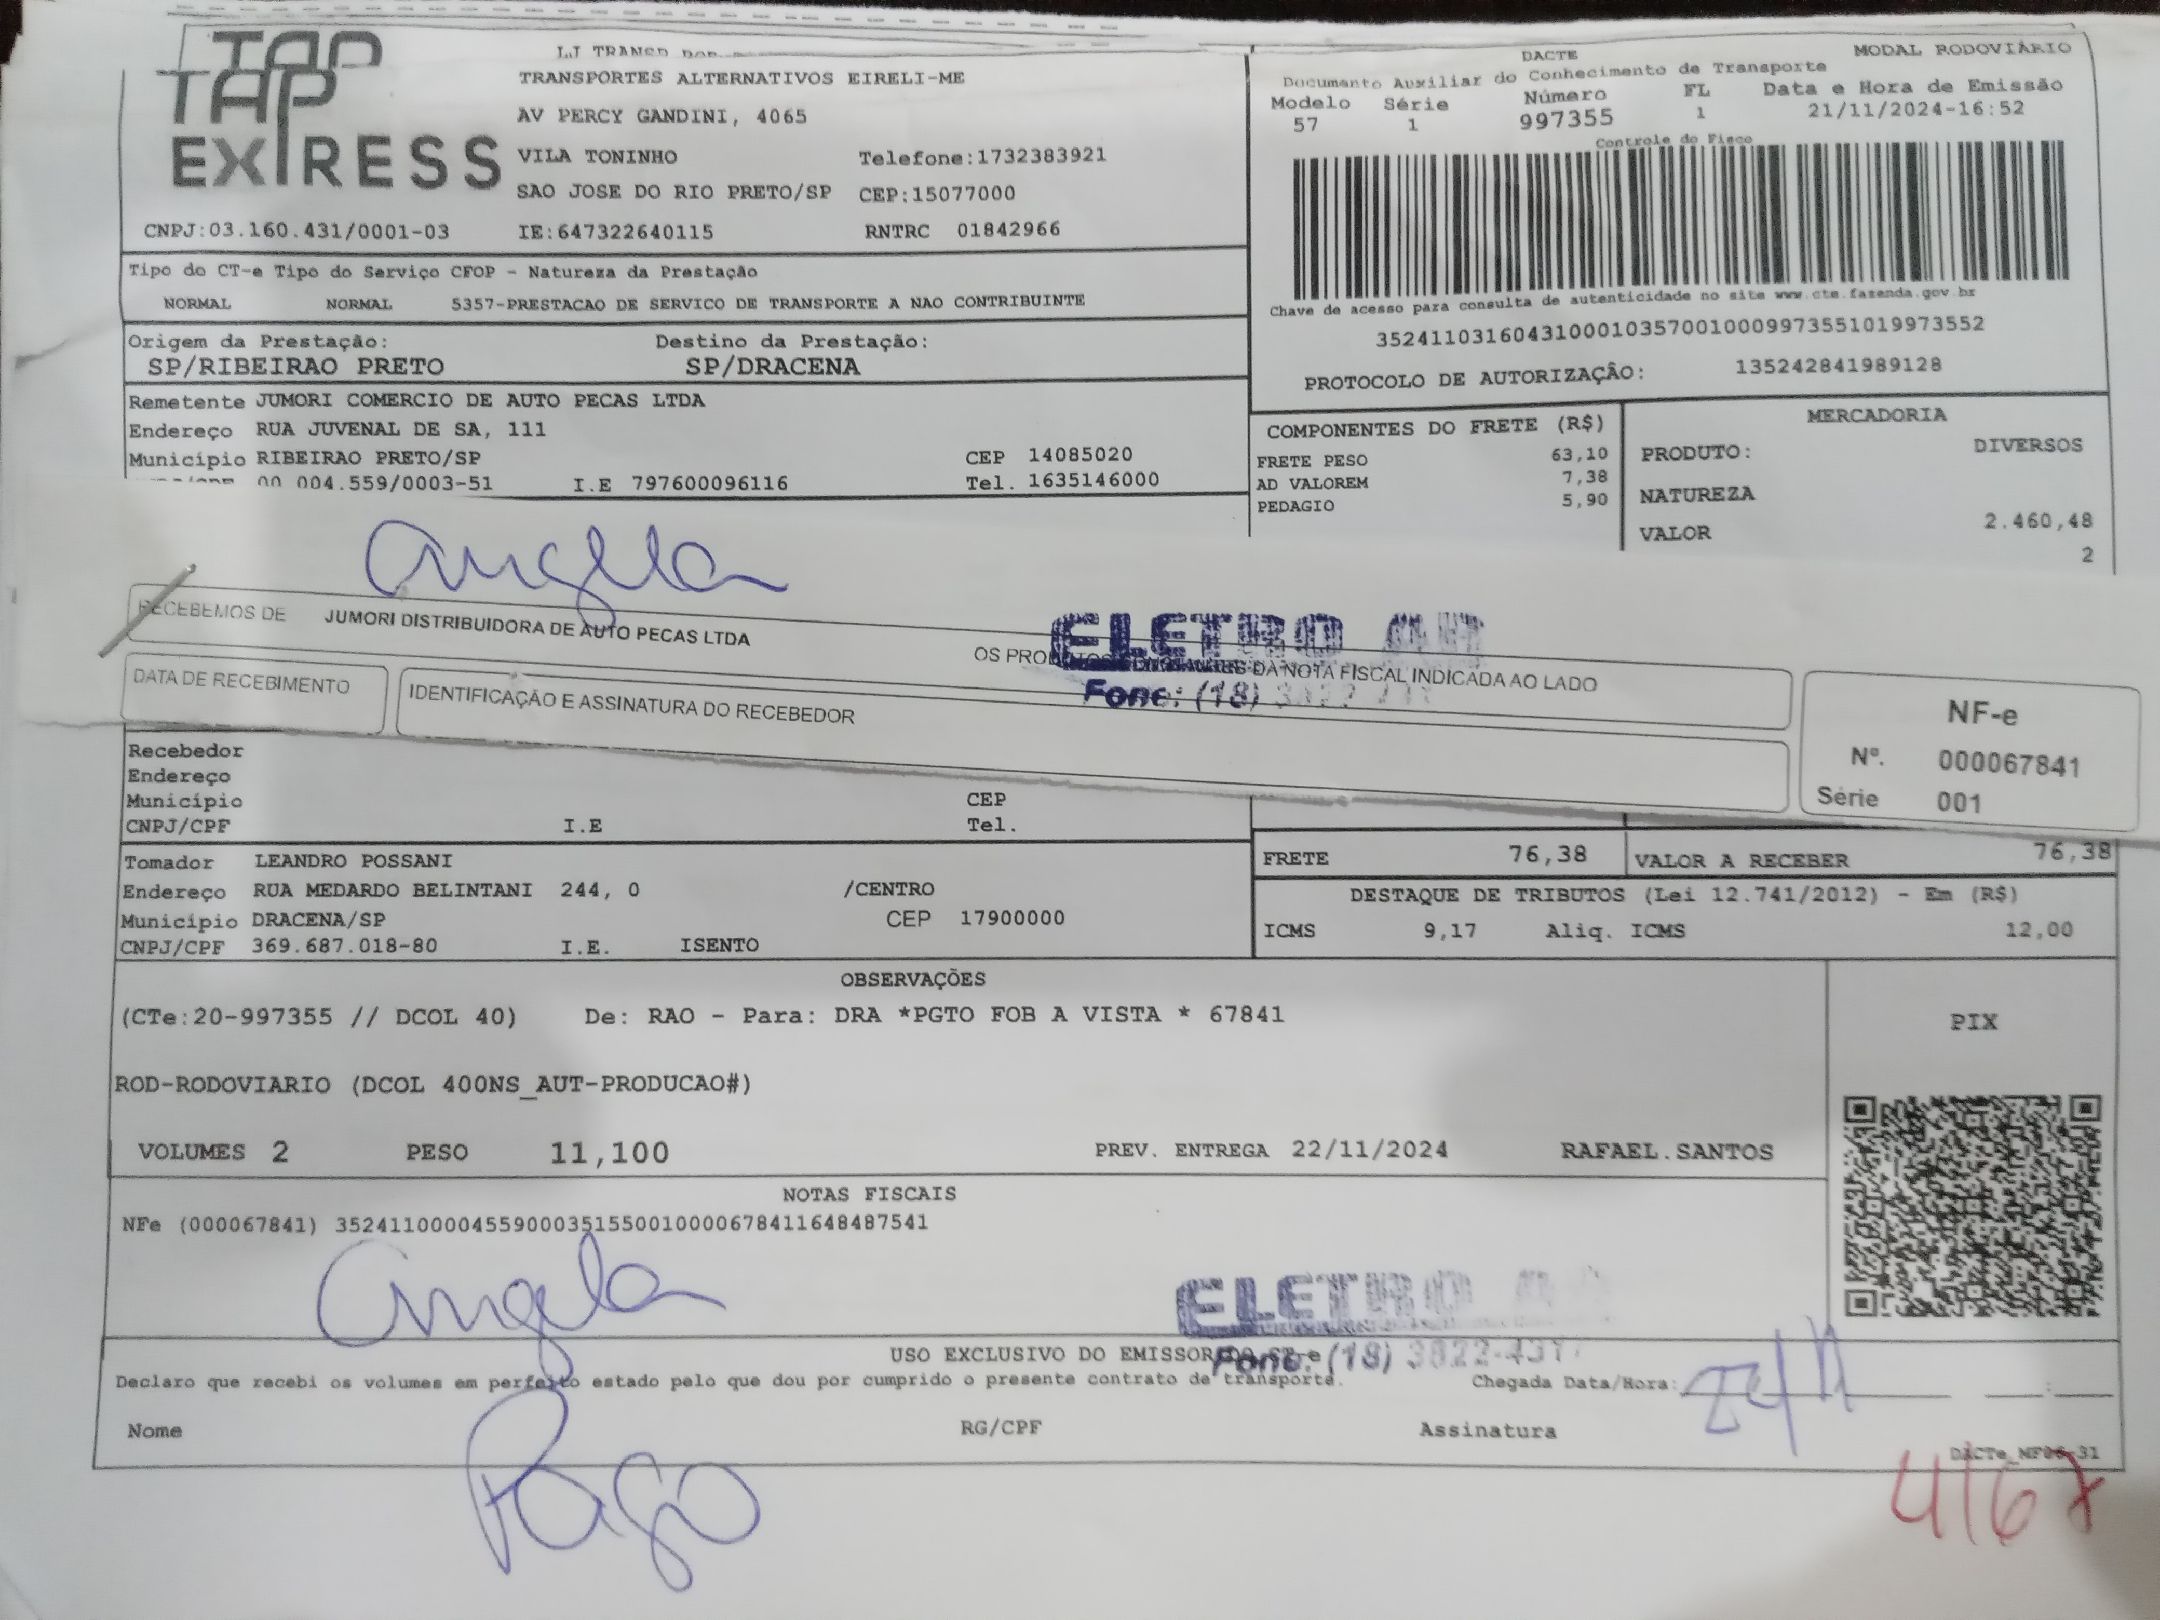 TAP
TAP
EXPRESS
TRANSPORTES ALTERNATIVOS EIRELI-ME
AV PERCY GANDINI, 4065
VILA TONINHO Telefone:1732383921
SAO JOSE DO RIO PRETO/SP CEP:15077000
CNPJ:03.160.431/0001-03 IE:647322640115 RNTRC 01842966
DACTE MODAL RODOVIÁRIO
Documento Auxiliar do Conhecimento de Transporte
Modelo Série Número FL Data e Hora de Emissão
57 1 997355 1 21/11/2024-16:52
Controle do Fisco
Chave de acesso para consulta de autenticidade no site www.cte.fazenda.gov.br
35241103160431000103570010009973551019973552
PROTOCOLO DE AUTORIZAÇÃO: 135242841989128
Tipo do CT-e Tipo do Serviço CFOP - Natureza da Prestação
NORMAL NORMAL 5357-PRESTACAO DE SERVICO DE TRANSPORTE A NAO CONTRIBUINTE
Origem da Prestação: Destino da Prestação:
SP/RIBEIRAO PRETO SP/DRACENA
Remetente JUMORI COMERCIO DE AUTO PECAS LTDA
Endereço RUA JUVENAL DE SA, 111
Município RIBEIRAO PRETO/SP CEP 14085020
00.004.559/0003-51 I.E 797600096116 Tel. 1635146000
COMPONENTES DO FRETE (R$)
FRETE PESO 63,10
AD VALOREM 7,38
PEDAGIO 5,90
MERCADORIA
PRODUTO: DIVERSOS
NATUREZA
VALOR 2.460,48
2
Angela
RECEBEMOS DE JUMORI DISTRIBUIDORA DE AUTO PECAS LTDA
OS PRODUTOS DA NOTA FISCAL INDICADA AO LADO
ELETRO AR
Fone: (18) 3822
DATA DE RECEBIMENTO IDENTIFICAÇÃO E ASSINATURA DO RECEBEDOR
NF-e
Nº. 000067841
Série 001
Recebedor
Endereço
Município CEP
CNPJ/CPF I.E Tel.
Tomador LEANDRO POSSANI
Endereço RUA MEDARDO BELINTANI 244, 0 /CENTRO
Município DRACENA/SP CEP 17900000
CNPJ/CPF 369.687.018-80 I.E. ISENTO
FRETE 76,38 VALOR A RECEBER 76,38
DESTAQUE DE TRIBUTOS (Lei 12.741/2012) - Em (R$)
ICMS 9,17 Aliq. ICMS 12,00
OBSERVAÇÕES
(CTe:20-997355 // DCOL 40) De: RAO - Para: DRA *PGTO FOB A VISTA * 67841
PIX
ROD-RODOVIARIO (DCOL 400NS_AUT-PRODUCAO#)
VOLUMES 2 PESO 11,100 PREV. ENTREGA 22/11/2024 RAFAEL.SANTOS
NOTAS FISCAIS
NFe (000067841) 35241100004559000351550010000678411648487541
Angela
ELETRO
Fone: (18) 3822-4317
USO EXCLUSIVO DO EMISSOR DO CT-e
Declaro que recebi os volumes em perfeito estado pelo que dou por cumprido o presente contrato de transporte. Chegada Data/Hora:
Nome RG/CPF Assinatura
Pago